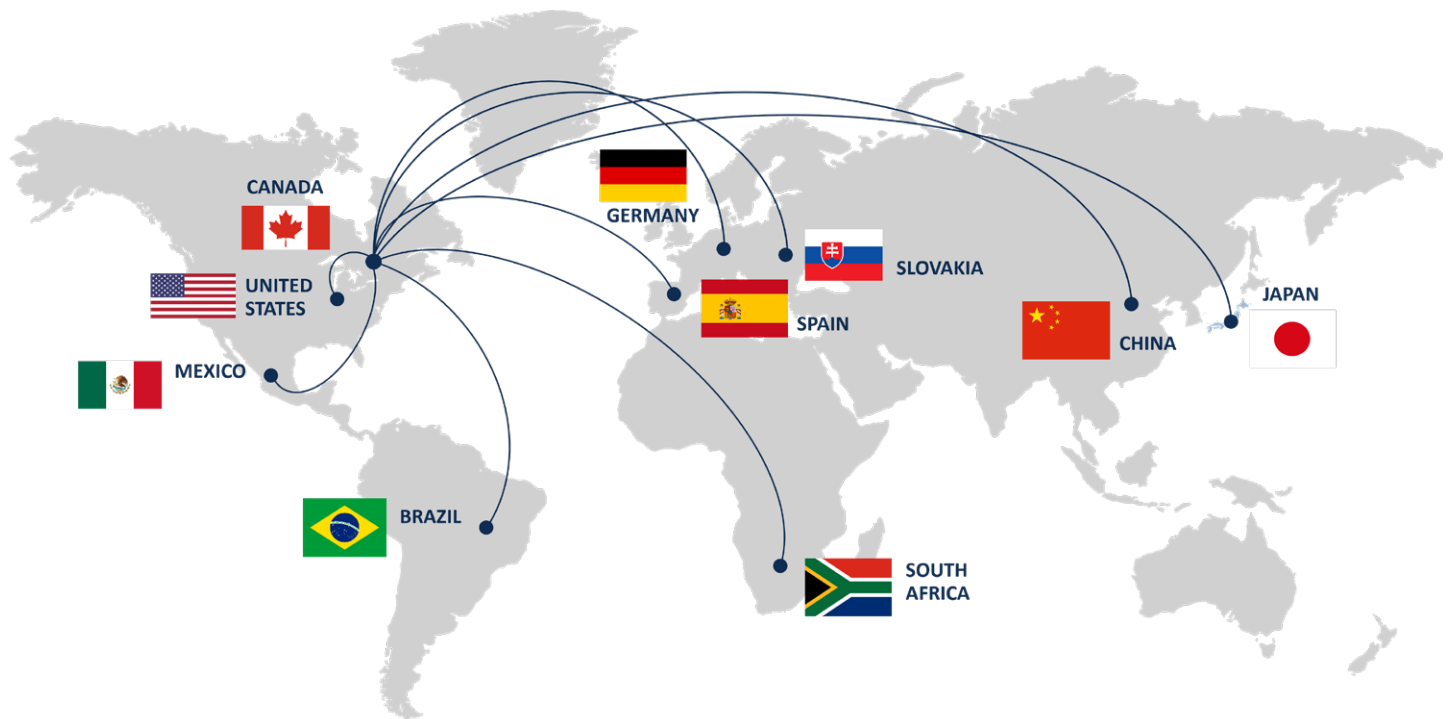 CANADA
GERMANY
UNITED
STATES
SLOVAKIA
SPAIN
JAPAN
CHINA
MEXICO
BRAZIL
SOUTH
AFRICA